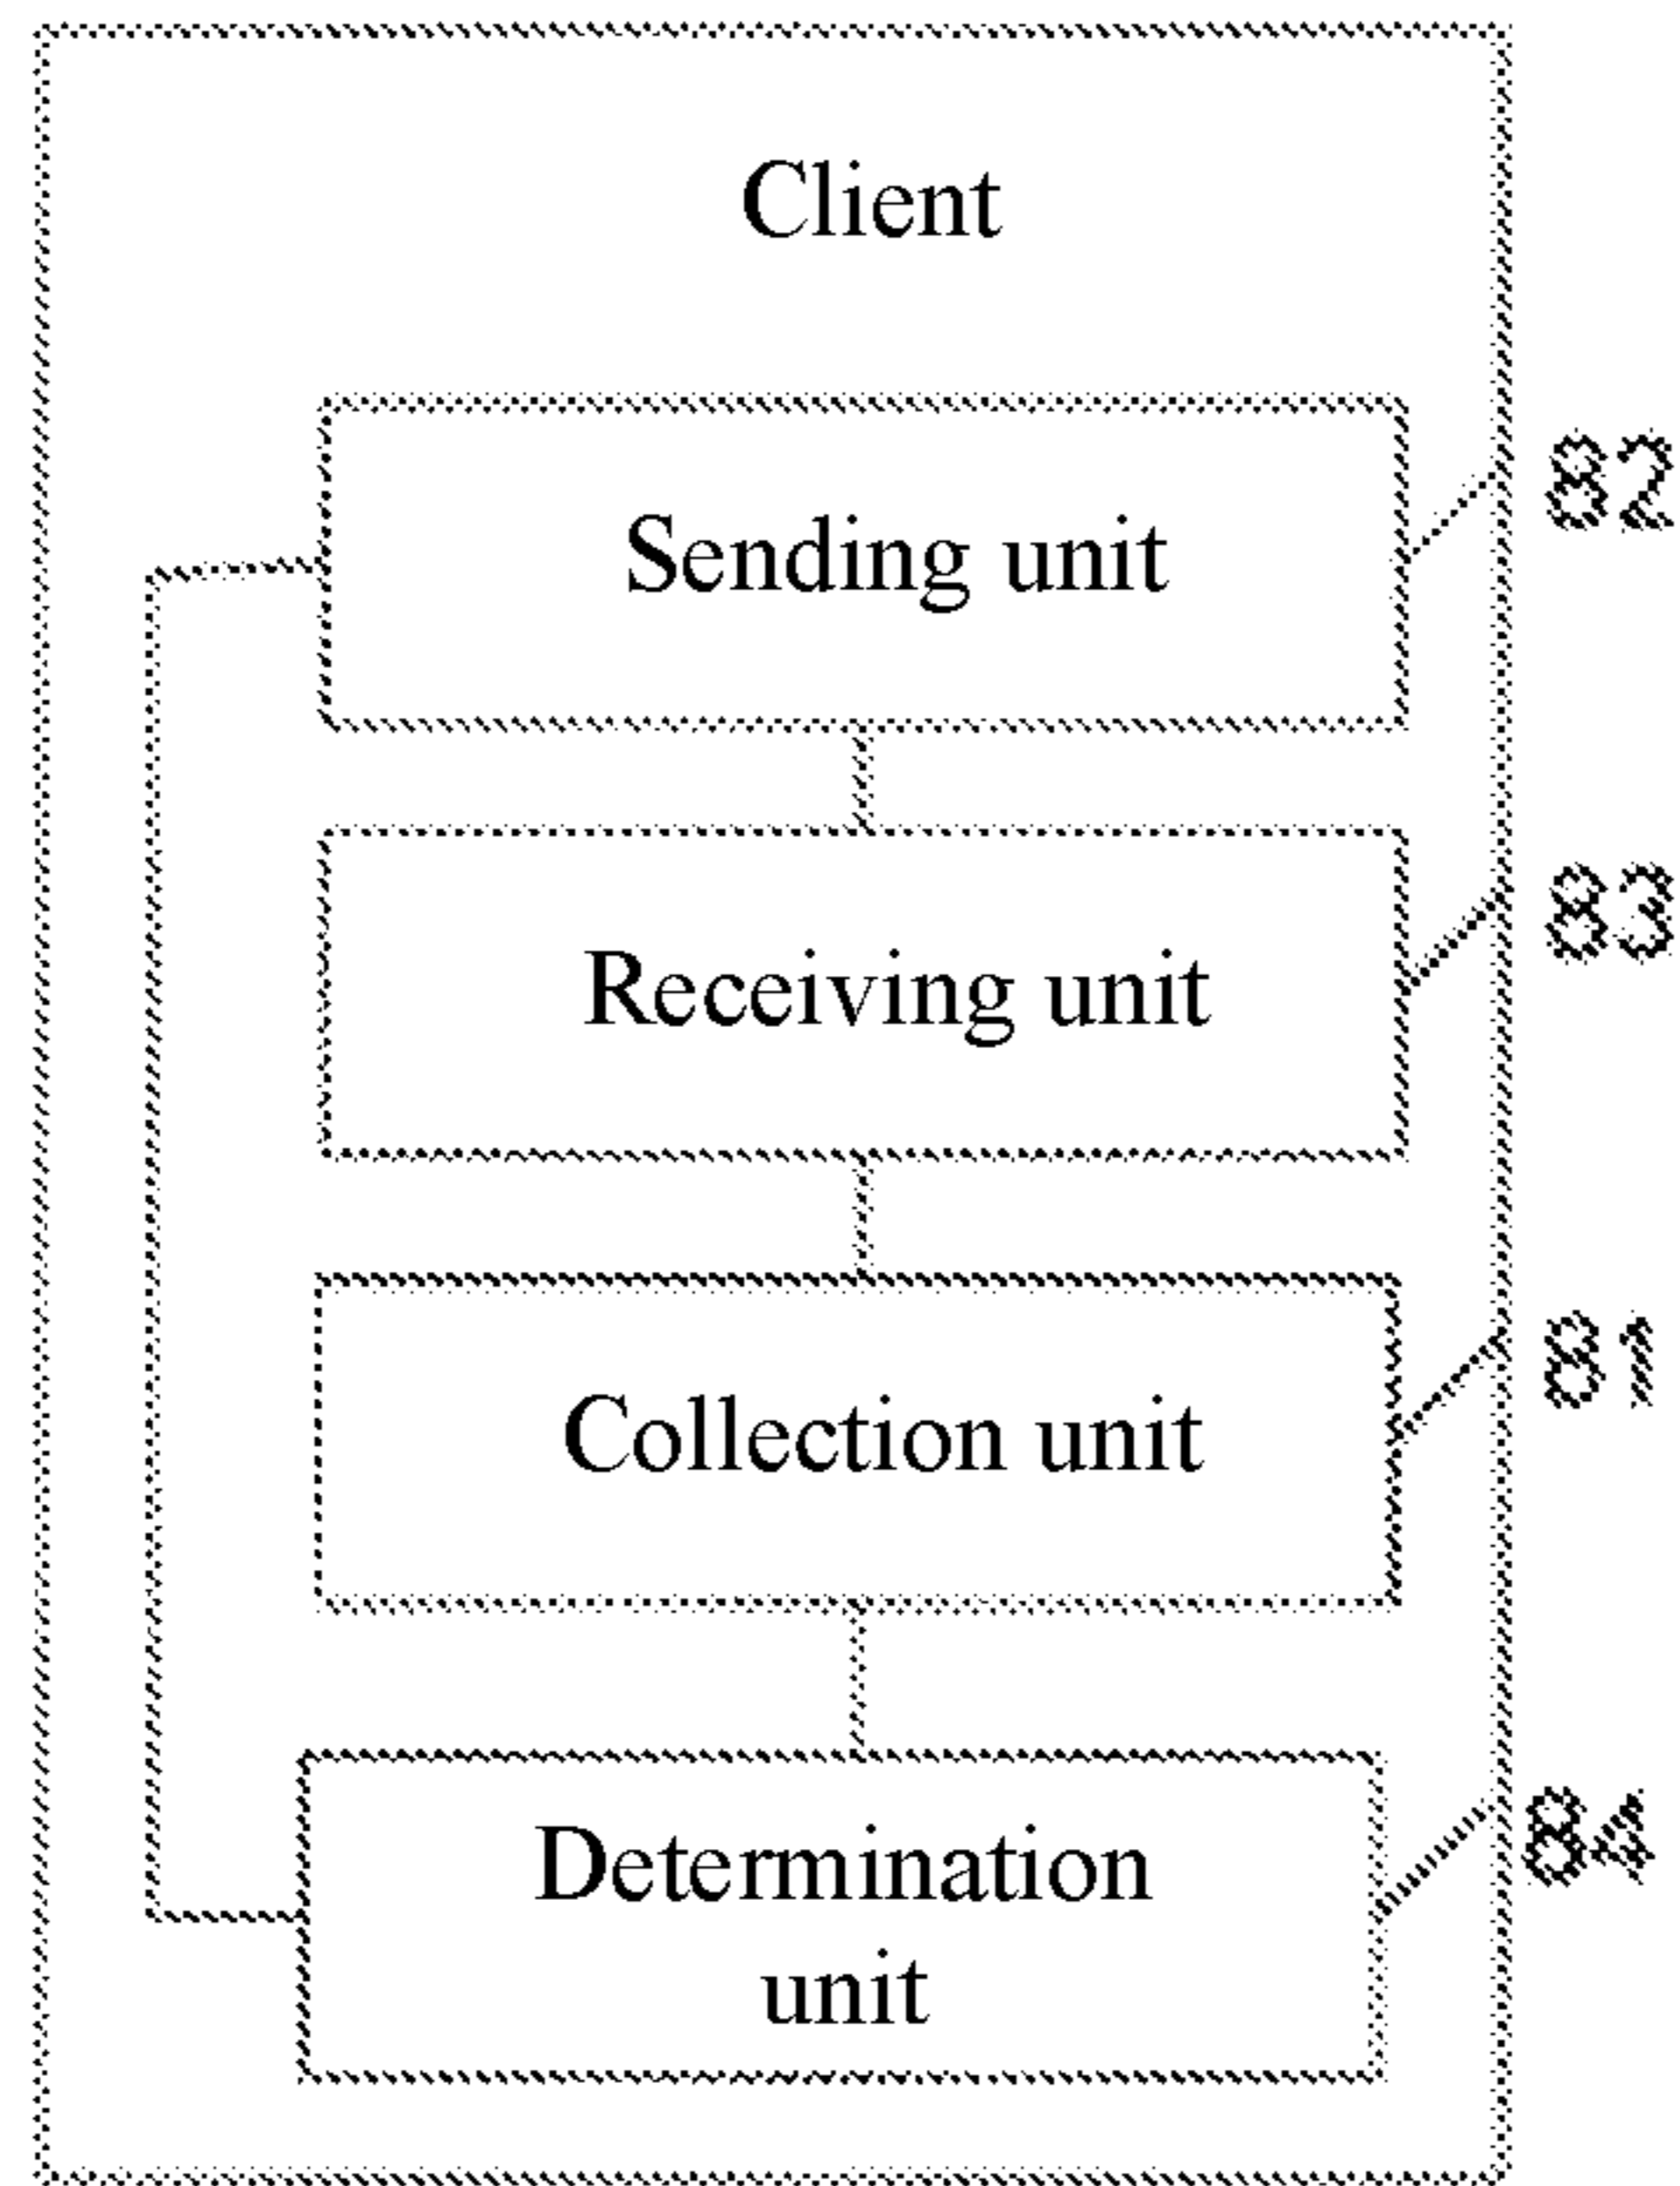 Client
Sending unit
82
Receiving unit
83
Collection unit
81
Determination
unit
84